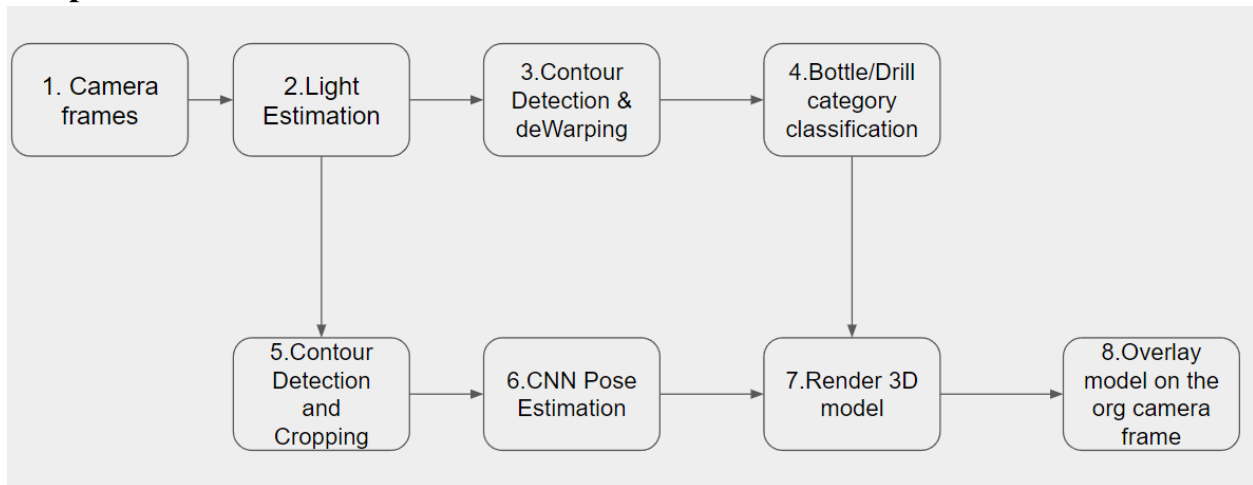 1. Camera
frames
2.Light
Estimation
3.Contour
Detection &
deWarping
4.Bottle/Drill
category
classification
5.Contour
Detection
and
Cropping
6.CNN Pose
Estimation
7.Render 3D
model
8.Overlay
model on the
org camera
frame